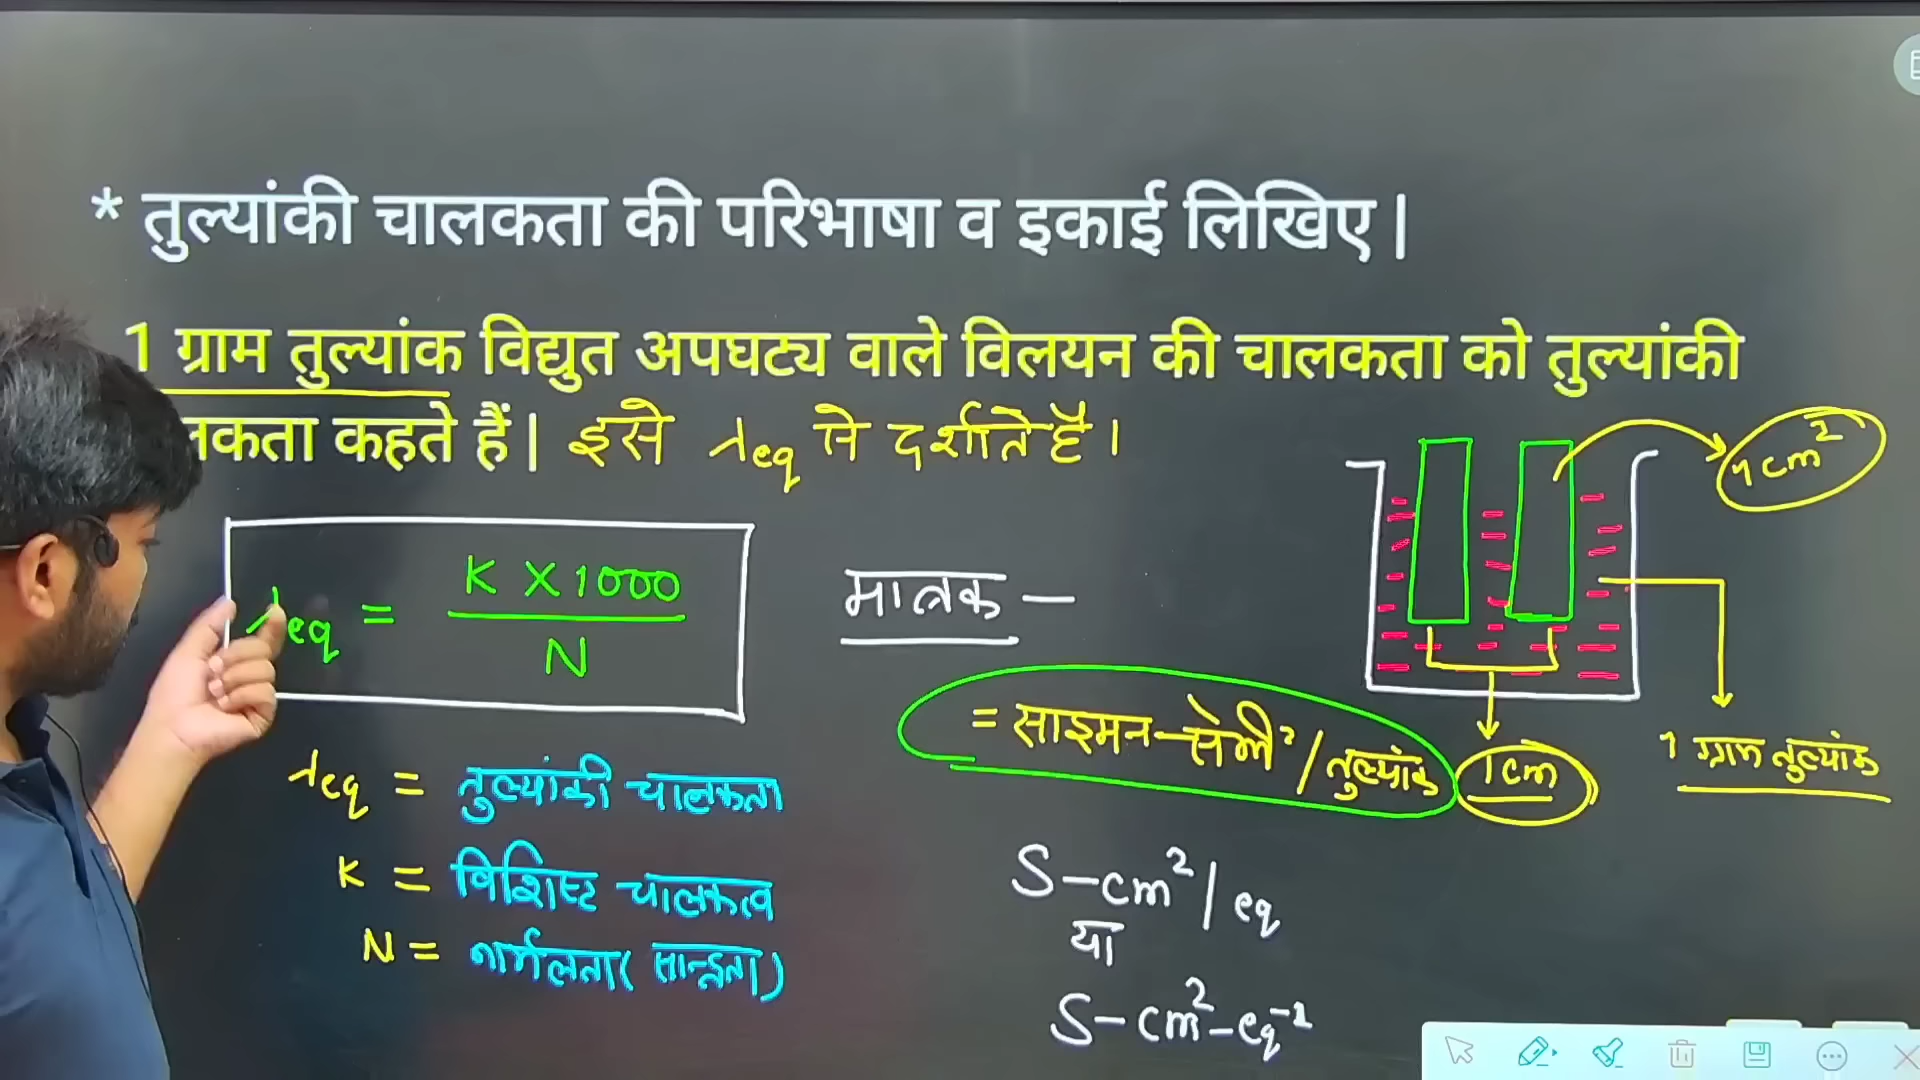 * तुल्यांकी चालकता की परिभाषा व इकाई लिखिए |
1 ग्राम तुल्यांक विद्युत अपघट्य वाले विलयन की चालकता को तुल्यांकी
लकता कहते हैं | इसे λeq से दर्शाते हैं।
λeq = K X 1000 / N
मात्रक –
= साइमन-सेमी² / तुल्यांक
1cm²
1cm
1 ग्राम तुल्यांक
λeq = तुल्यांकी चालकता
K = विशिष्ट चालकत्व
N = नार्मलता (सान्द्रता)
S-cm²/eq
या
S-cm²-eq⁻¹